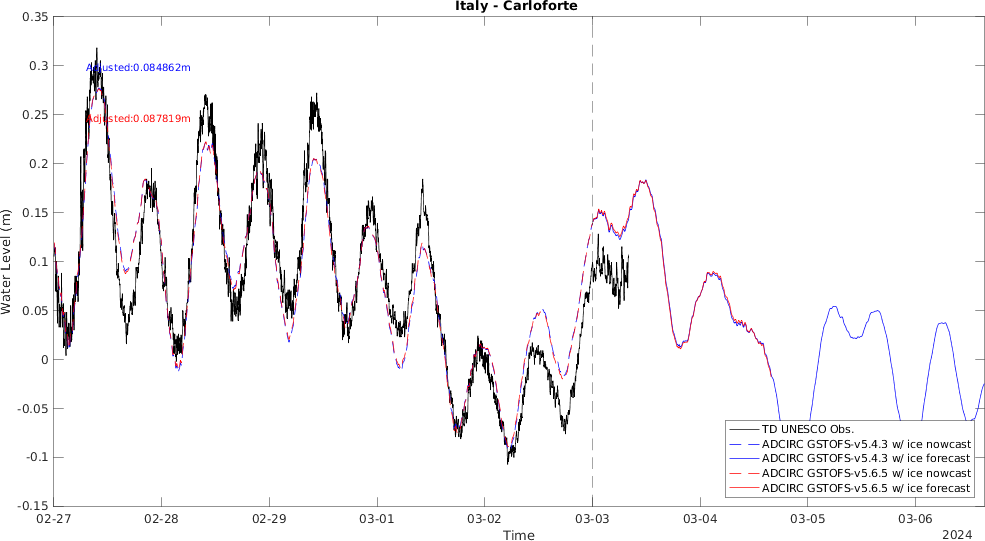 Italy - Carloforte
0.35
0.3
0.25
0.2
0.15
0.1
0.05
0
-0.05
-0.1
-0.15
Water Level (m)
Adjusted:0.084862m
Adjusted:0.087819m
TD UNESCO Obs.
ADCIRC GSTOFS-v5.4.3 w/ ice nowcast
ADCIRC GSTOFS-v5.4.3 w/ ice forecast
ADCIRC GSTOFS-v5.6.5 w/ ice nowcast
ADCIRC GSTOFS-v5.6.5 w/ ice forecast
02-27 02-28 02-29 03-01 03-02 03-03 03-04 03-05 03-06
Time
2024